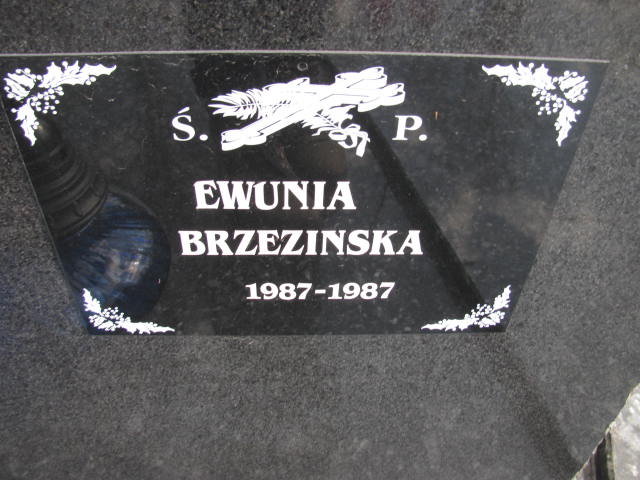 Ś. P.
EWUNIA
BRZEZINSKA
1987-1987